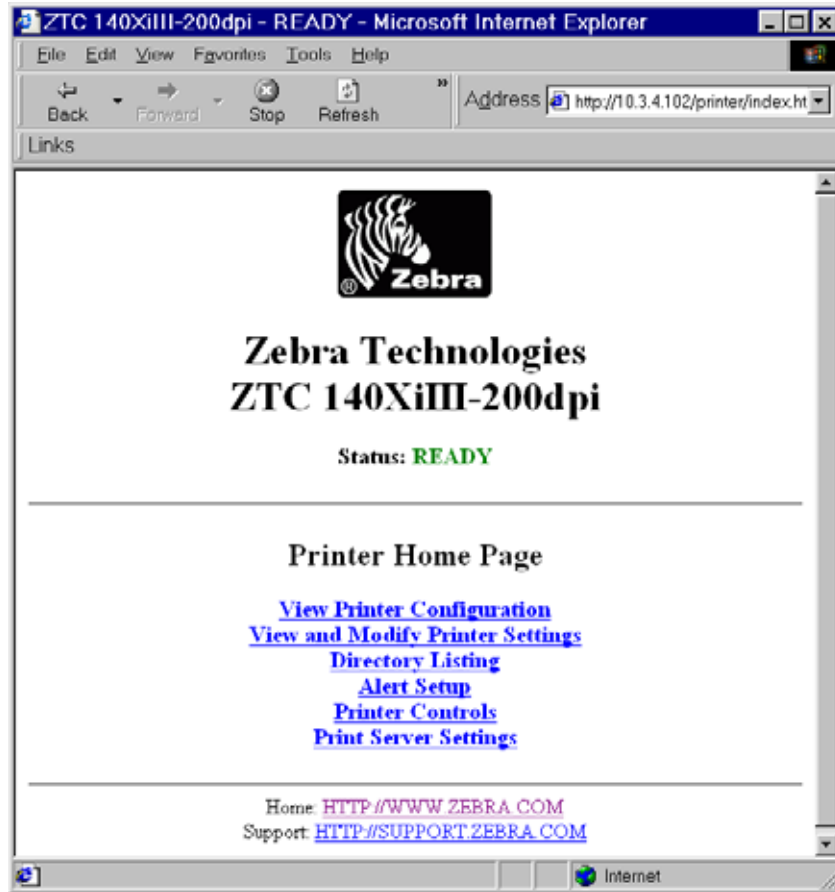 ZTC 140XiIII-200dpi - READY - Microsoft Internet Explorer
File Edit View Favorites Tools Help
Back Forward Stop Refresh » Address http://10.3.4.102/printer/index.ht
Links
® Zebra
Zebra Technologies
ZTC 140XiIII-200dpi
Status: READY
Printer Home Page
View Printer Configuration
View and Modify Printer Settings
Directory Listing
Alert Setup
Printer Controls
Print Server Settings
Home: HTTP://WWW.ZEBRA.COM
Support: HTTP://SUPPORT.ZEBRA.COM
Internet